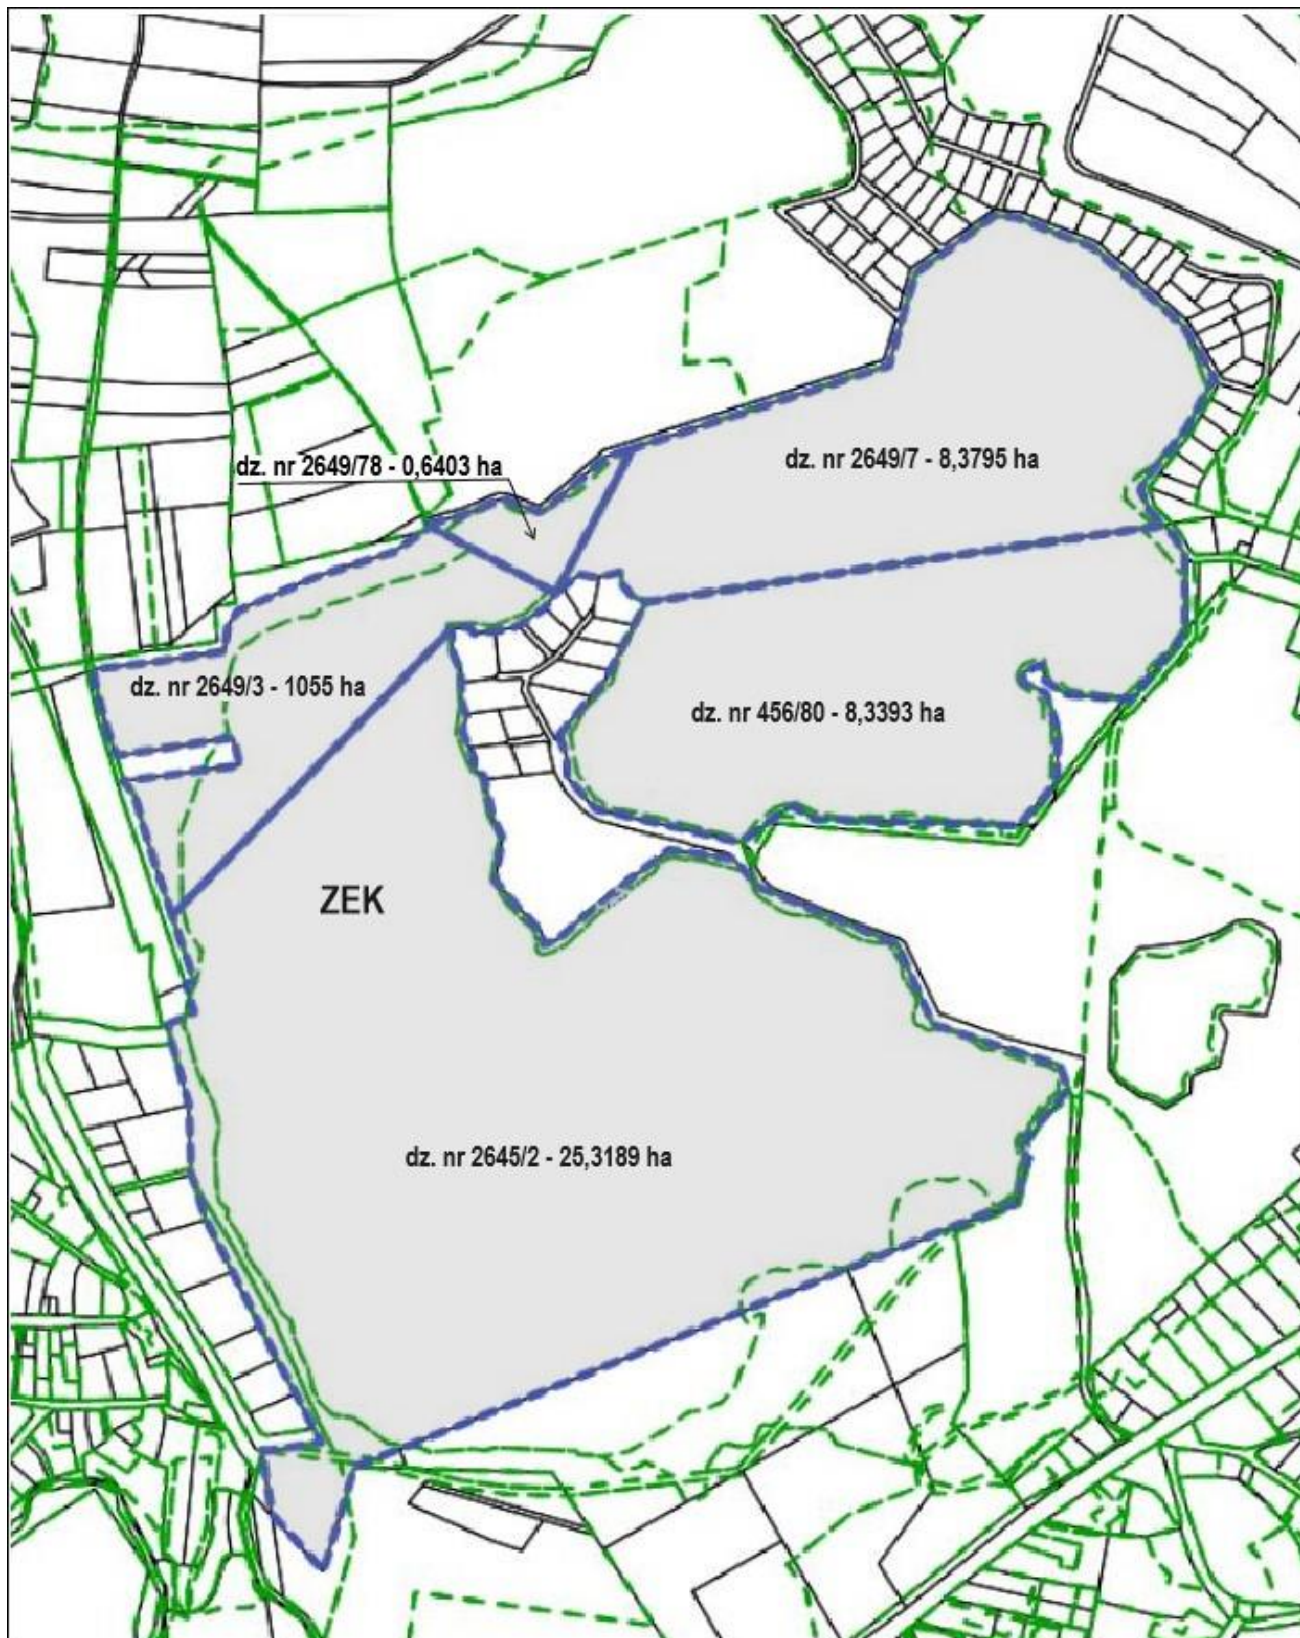 dz. nr 2649/78 - 0,6403 ha
dz. nr 2649/7 - 8,3795 ha
dz. nr 2649/3 - 1055 ha
dz. nr 456/80 - 8,3393 ha
ZEK
dz. nr 2645/2 - 25,3189 ha